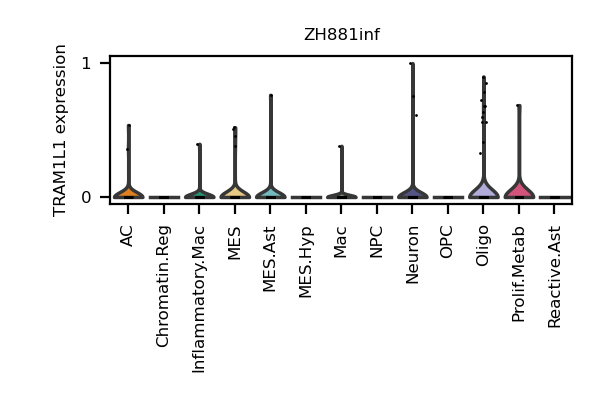 ZH881inf
TRAM1L1 expression
1
0
AC
Chromatin.Reg
Inflammatory.Mac
MES
MES.Ast
MES.Hyp
Mac
NPC
Neuron
OPC
Oligo
Prolif.Metab
Reactive.Ast